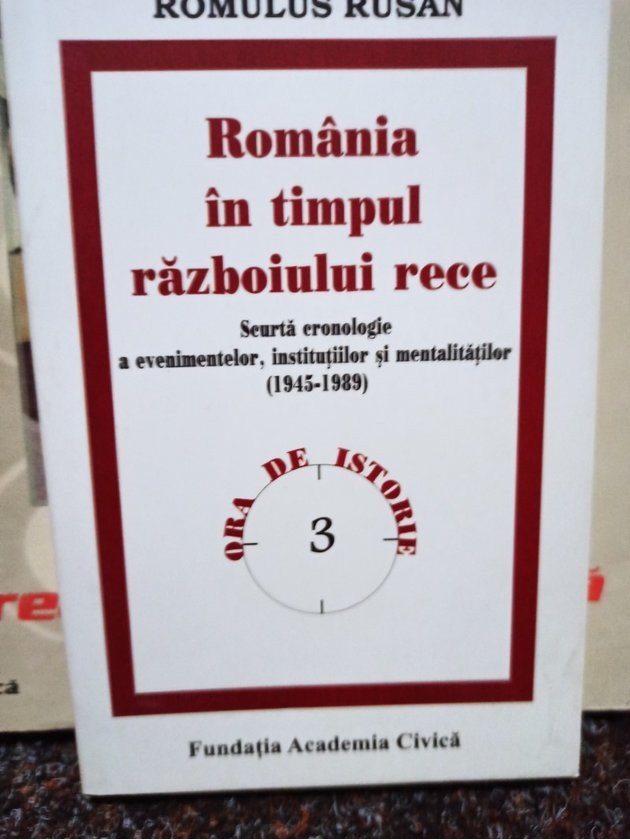 ROMULUS RUSAN
România
în timpul
războiului rece
Scurtă cronologie
a evenimentelor, instituțiilor și mentalităților
(1945-1989)
ORA DE ISTORIE
3
Fundația Academia Civică